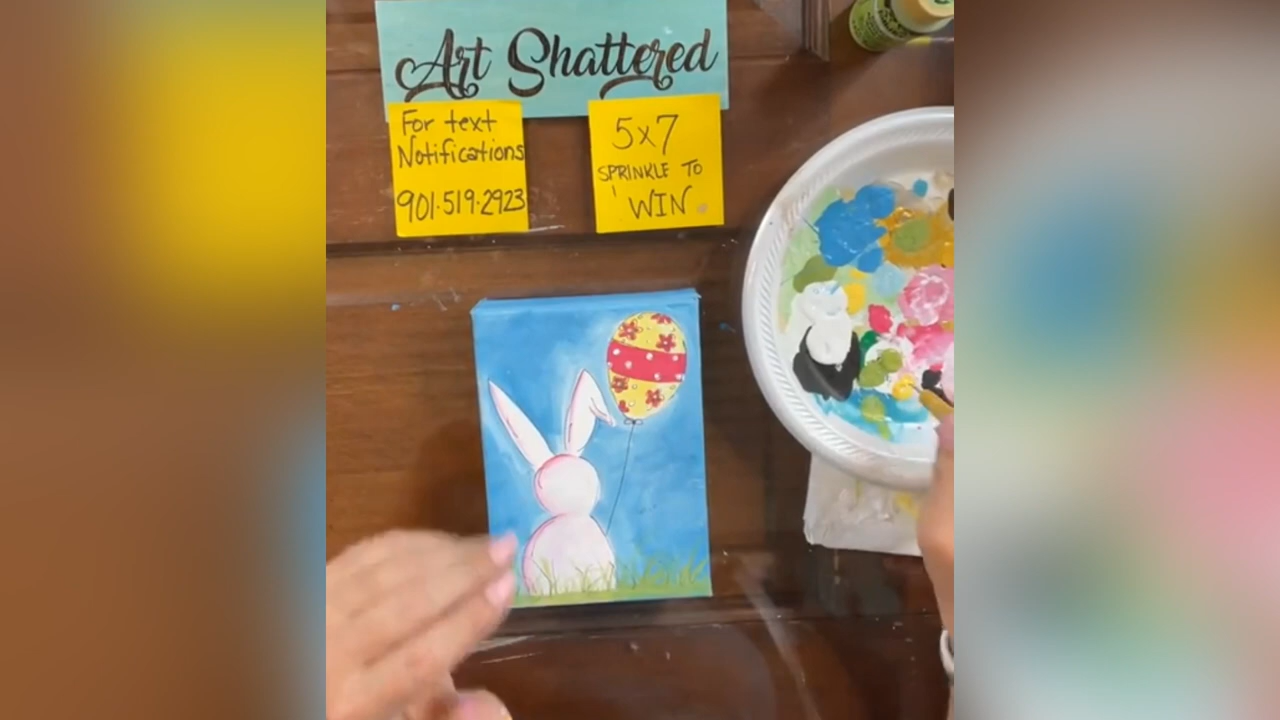 Art Shattered
For text
Notifications
901.519.2923
5x7
SPRINKLE TO
WIN